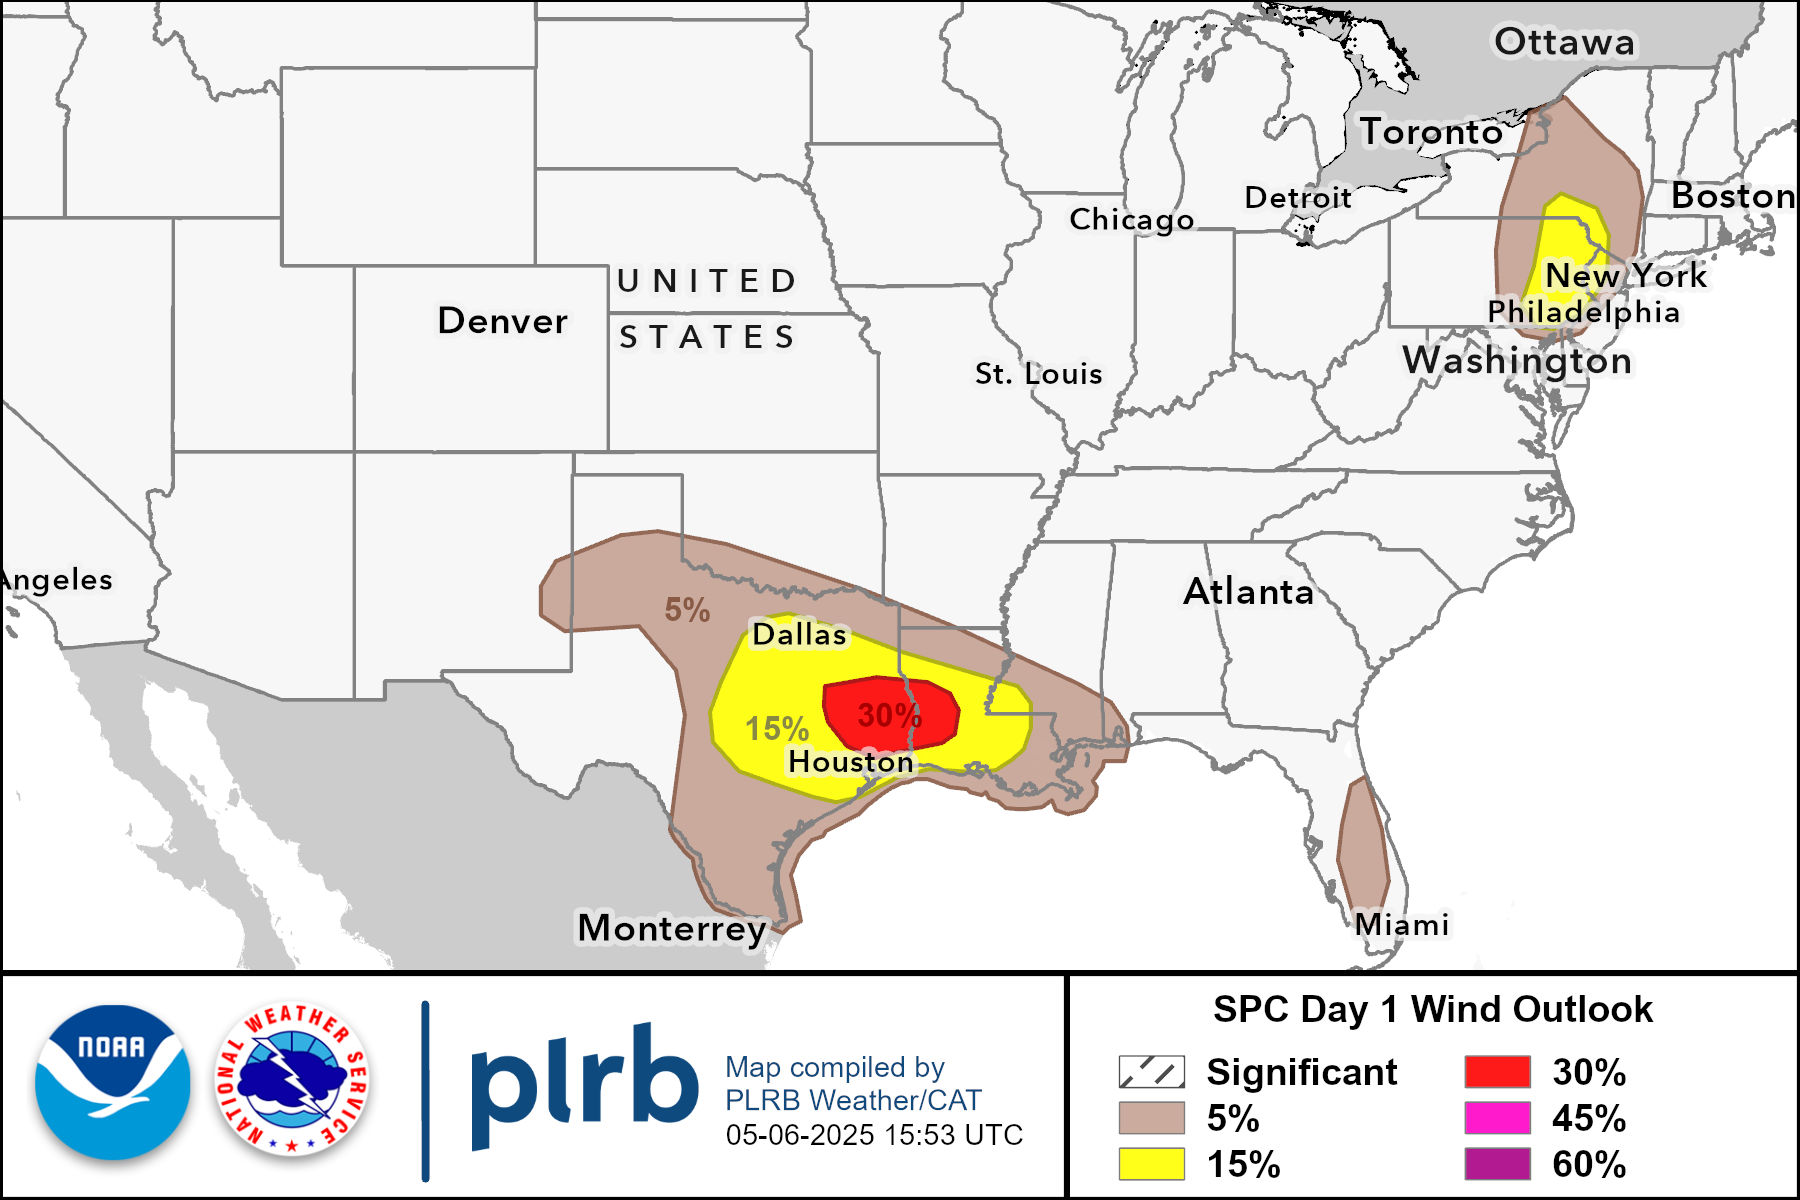 Ottawa
Toronto
Detroit
Boston
Chicago
UNITED
New York
Denver
Philadelphia
STATES
Washington
St. Louis
Angeles
Atlanta
5%
Dallas
30%
15%
Houston
Monterrey
Miami
NOAA
NATIONAL WEATHER SERVICE
plrb
Map compiled by
PLRB Weather/CAT
05-06-2025 15:53 UTC
SPC Day 1 Wind Outlook
Significant
30%
5%
45%
15%
60%